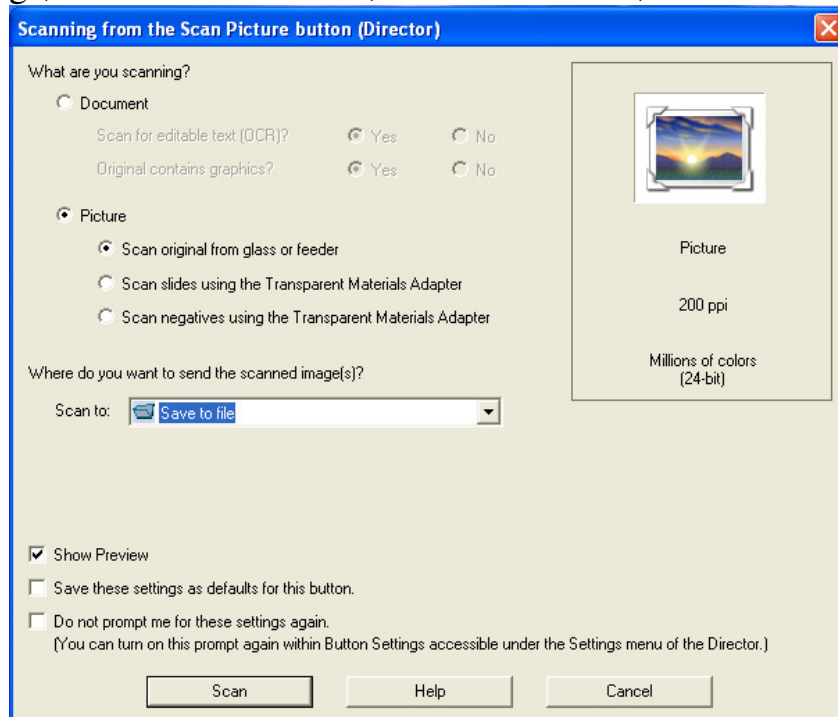 Scanning from the Scan Picture button (Director)
What are you scanning?
Document
Scan for editable text (OCR)? Yes No
Original contains graphics? Yes No
Picture
Scan original from glass or feeder
Scan slides using the Transparent Materials Adapter
Scan negatives using the Transparent Materials Adapter
Picture
200 ppi
Millions of colors
(24-bit)
Where do you want to send the scanned image(s)?
Scan to: Save to file
Show Preview
Save these settings as defaults for this button.
Do not prompt me for these settings again.
(You can turn on this prompt again within Button Settings accessible under the Settings menu of the Director.)
Scan Help Cancel